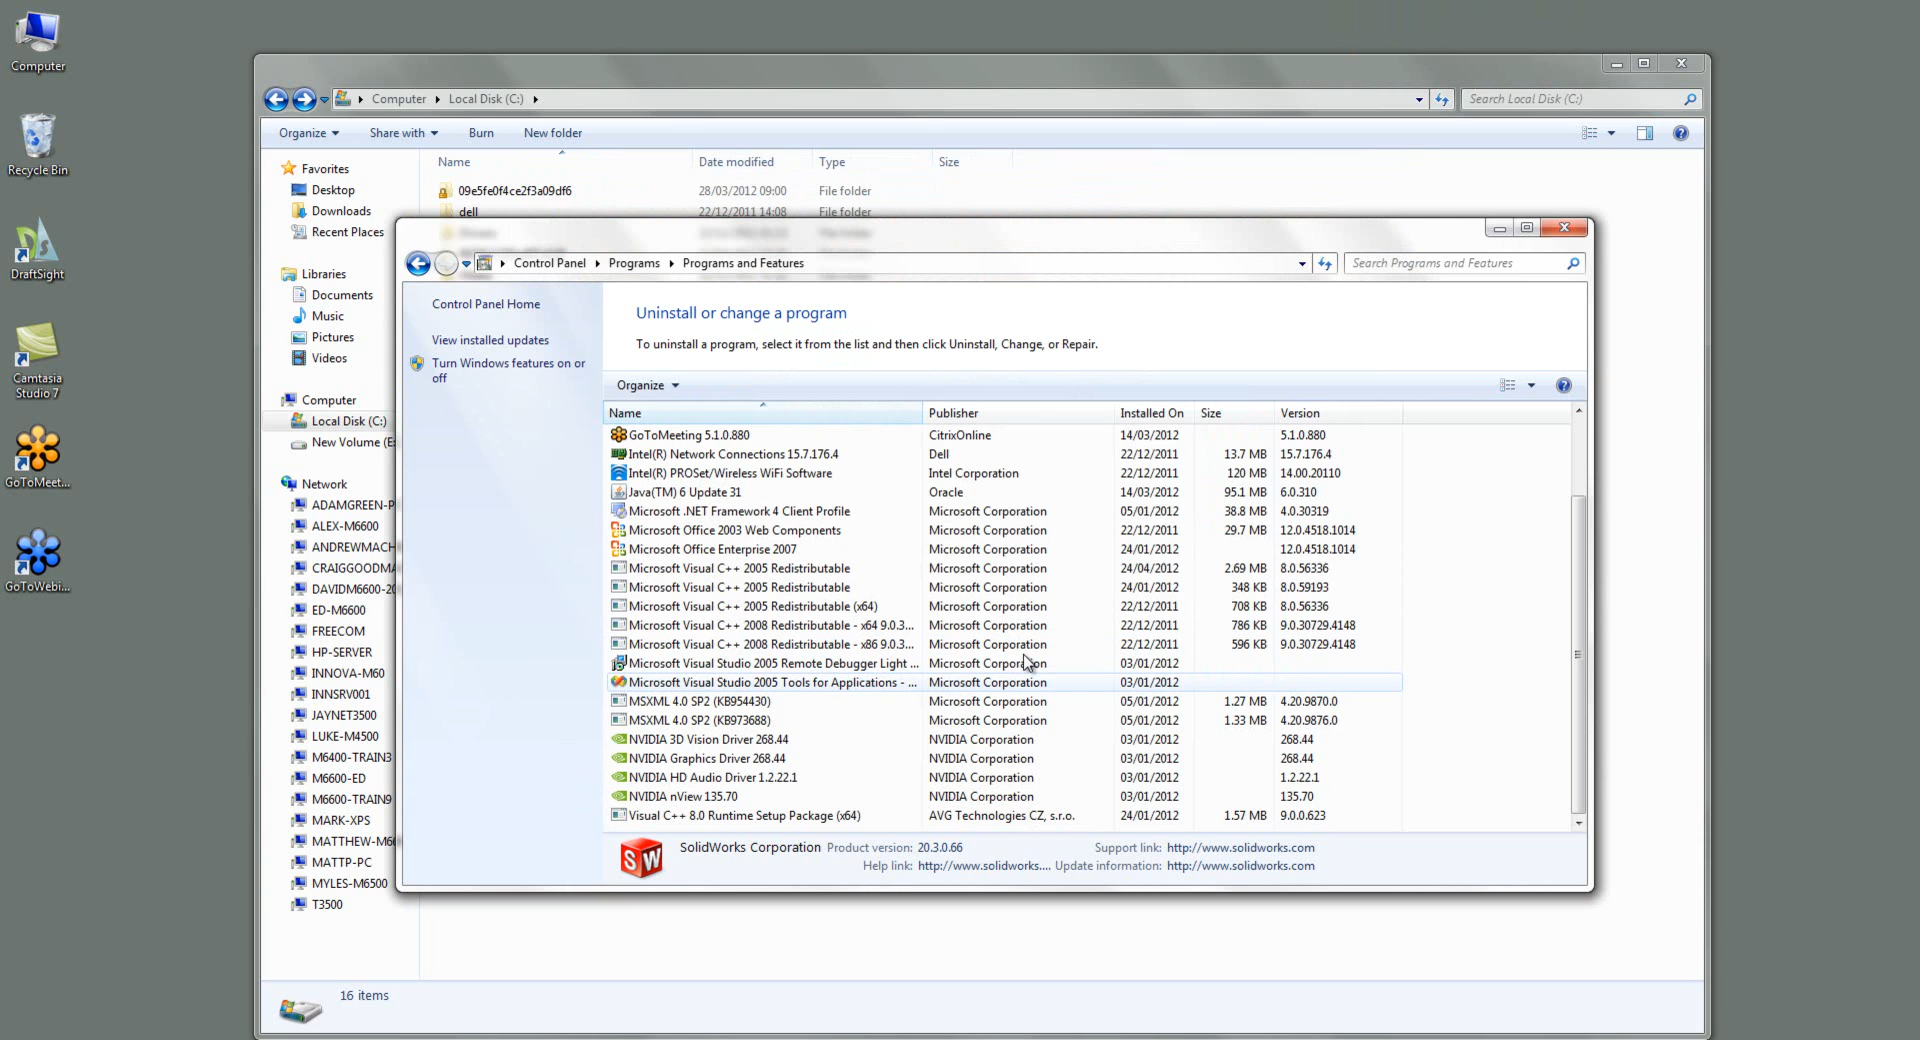 Computer
Recycle Bin
DraftSight
Camtasia
Studio 7
GoToMeet...
GoToWebi...
Computer Local Disk (C:)
Search Local Disk (C:)
Organize Share with Burn New folder
Name Date modified Type Size
09e5fe0f4ce2f3a09df6 28/03/2012 09:00 File folder
dell 22/12/2011 14:08 File folder
Favorites
Desktop
Downloads
Recent Places
Libraries
Documents
Music
Pictures
Videos
Computer
Local Disk (C:)
New Volume (E:
Network
ADAMGREEN-P
ALEX-M6600
ANDREWMACH
CRAIGGOODMA
DAVIDM6600-20
ED-M6600
FREECOM
HP-SERVER
INNOVA-M60
INNSRV001
JAYNET3500
LUKE-M4500
M6400-TRAIN3
M6600-ED
M6600-TRAIN9
MARK-XPS
MATTHEW-M66
MATTP-PC
MYLES-M6500
T3500
16 items
Control Panel Programs Programs and Features
Search Programs and Features
Control Panel Home
View installed updates
Turn Windows features on or
off
Uninstall or change a program
To uninstall a program, select it from the list and then click Uninstall, Change, or Repair.
Organize
Name Publisher Installed On Size Version
GoToMeeting 5.1.0.880 CitrixOnline 14/03/2012 5.1.0.880
Intel(R) Network Connections 15.7.176.4 Dell 22/12/2011 13.7 MB 15.7.176.4
Intel(R) PROSet/Wireless WiFi Software Intel Corporation 22/12/2011 120 MB 14.00.20110
Java(TM) 6 Update 31 Oracle 14/03/2012 95.1 MB 6.0.310
Microsoft .NET Framework 4 Client Profile Microsoft Corporation 05/01/2012 38.8 MB 4.0.30319
Microsoft Office 2003 Web Components Microsoft Corporation 22/12/2011 29.7 MB 12.0.4518.1014
Microsoft Office Enterprise 2007 Microsoft Corporation 24/01/2012 12.0.4518.1014
Microsoft Visual C++ 2005 Redistributable Microsoft Corporation 24/04/2012 2.69 MB 8.0.56336
Microsoft Visual C++ 2005 Redistributable Microsoft Corporation 24/01/2012 348 KB 8.0.59193
Microsoft Visual C++ 2005 Redistributable (x64) Microsoft Corporation 22/12/2011 708 KB 8.0.56336
Microsoft Visual C++ 2008 Redistributable - x64 9.0.3... Microsoft Corporation 22/12/2011 786 KB 9.0.30729.4148
Microsoft Visual C++ 2008 Redistributable - x86 9.0.3... Microsoft Corporation 22/12/2011 596 KB 9.0.30729.4148
Microsoft Visual Studio 2005 Remote Debugger Light ... Microsoft Corporation 03/01/2012
Microsoft Visual Studio 2005 Tools for Applications - ... Microsoft Corporation 03/01/2012
MSXML 4.0 SP2 (KB954430) Microsoft Corporation 05/01/2012 1.27 MB 4.20.9870.0
MSXML 4.0 SP2 (KB973688) Microsoft Corporation 05/01/2012 1.33 MB 4.20.9876.0
NVIDIA 3D Vision Driver 268.44 NVIDIA Corporation 03/01/2012 268.44
NVIDIA Graphics Driver 268.44 NVIDIA Corporation 03/01/2012 268.44
NVIDIA HD Audio Driver 1.2.22.1 NVIDIA Corporation 03/01/2012 1.2.22.1
NVIDIA nView 135.70 NVIDIA Corporation 03/01/2012 135.70
Visual C++ 8.0 Runtime Setup Package (x64) AVG Technologies CZ, s.r.o. 24/01/2012 1.57 MB 9.0.0.623
SW
SolidWorks Corporation Product version: 20.3.0.66 Support link: http://www.solidworks.com
Help link: http://www.solidworks.... Update information: http://www.solidworks.com